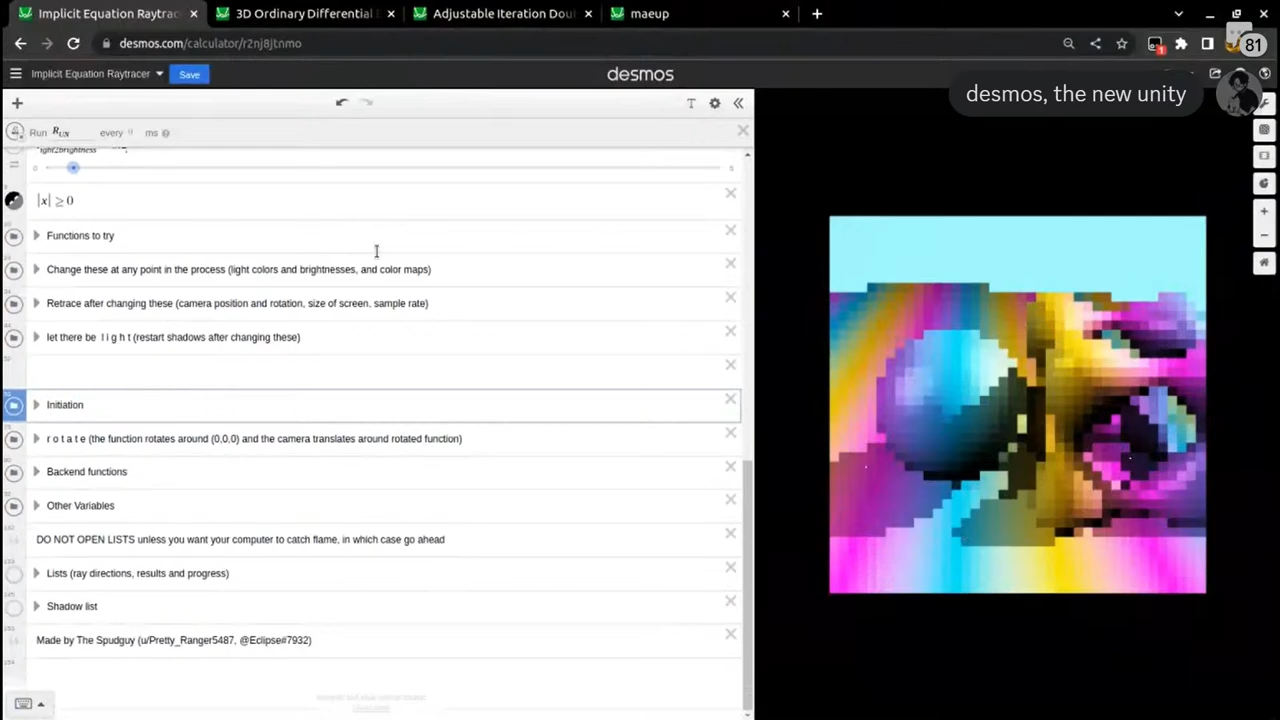 Implicit Equation Raytrac
3D Ordinary Differential
Adjustable Iteration Dou
maeup
desmos.com/calculator/r2nj8jtnmo
81
Implicit Equation Raytracer
Save
desmos
desmos, the new unity
Run R_UN every 0 ms
0
5
|x| ≥ 0
Functions to try
Change these at any point in the process (light colors and brightnesses, and color maps)
Retrace after changing these (camera position and rotation, size of screen, sample rate)
let there be l i g h t (restart shadows after changing these)
Initiation
r o t a t e (the function rotates around (0,0,0) and the camera translates around rotated function)
Backend functions
Other Variables
DO NOT OPEN LISTS unless you want your computer to catch flame, in which case go ahead
Lists (ray directions, results and progress)
Shadow list
Made by The Spudguy (u/Pretty_Ranger5487, @Eclipse#7932)
154